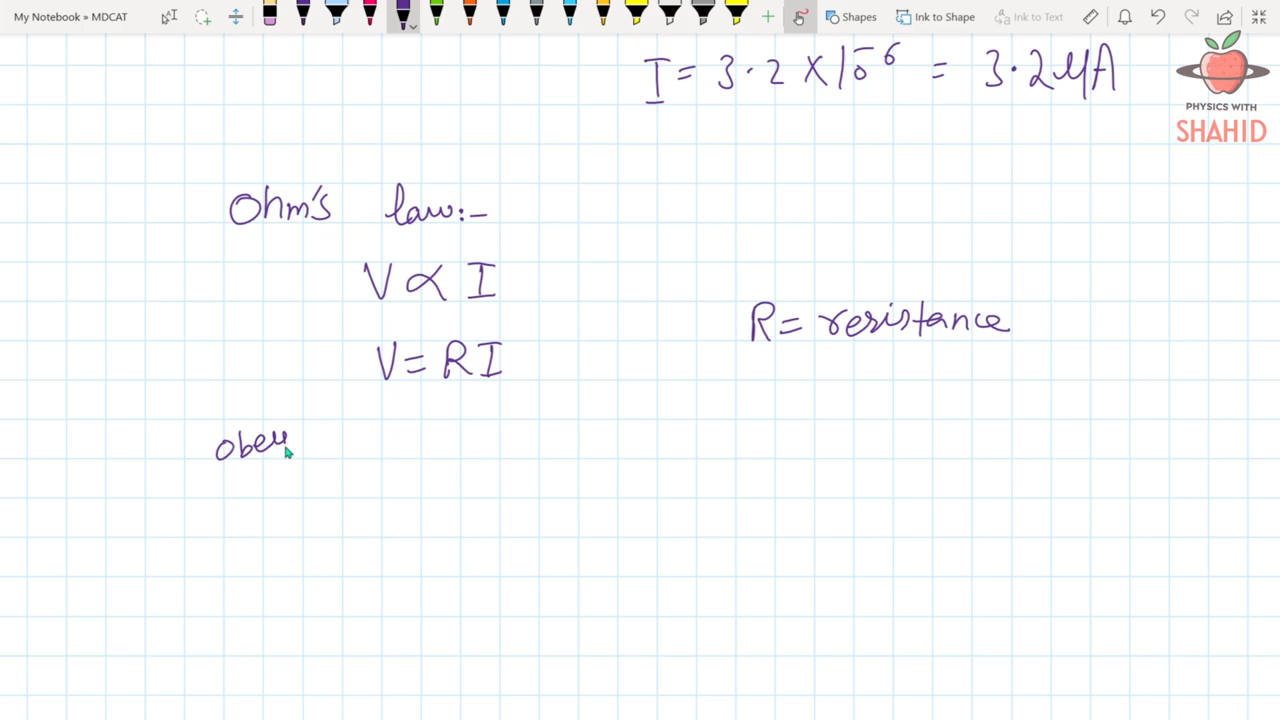 My Notebook » MDCAT
Shapes
Ink to Shape
Ink to Text
I = 3.2 X 10⁻⁶ = 3.2 μA
PHYSICS WITH
SHAHID
Ohm's law:-
V ∝ I
R = resistance
V = R I
obey